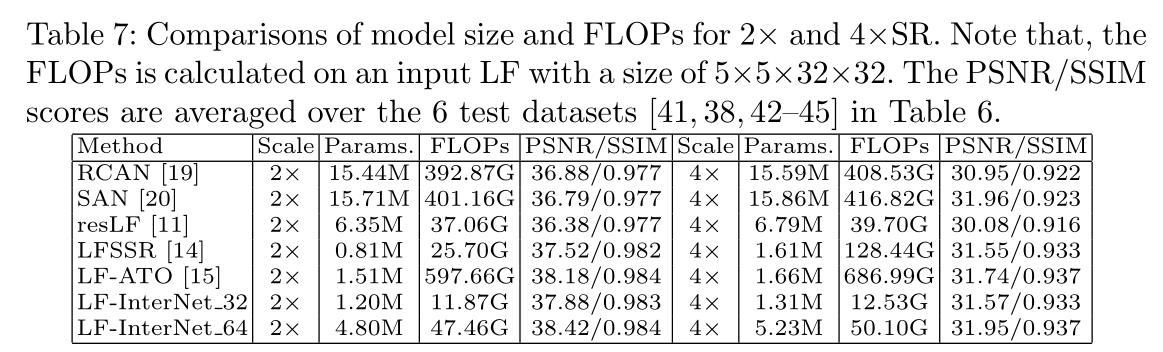 Table 7: Comparisons of model size and FLOPs for 2× and 4×SR. Note that, the
FLOPs is calculated on an input LF with a size of 5×5×32×32. The PSNR/SSIM
scores are averaged over the 6 test datasets [41, 38, 42–45] in Table 6.
Method Scale Params. FLOPs PSNR/SSIM Scale Params. FLOPs PSNR/SSIM
RCAN [19] 2× 15.44M 392.87G 36.88/0.977 4× 15.59M 408.53G 30.95/0.922
SAN [20] 2× 15.71M 401.16G 36.79/0.977 4× 15.86M 416.82G 31.96/0.923
resLF [11] 2× 6.35M 37.06G 36.38/0.977 4× 6.79M 39.70G 30.08/0.916
LFSSR [14] 2× 0.81M 25.70G 37.52/0.982 4× 1.61M 128.44G 31.55/0.933
LF-ATO [15] 2× 1.51M 597.66G 38.18/0.984 4× 1.66M 686.99G 31.74/0.937
LF-InterNet_32 2× 1.20M 11.87G 37.88/0.983 4× 1.31M 12.53G 31.57/0.933
LF-InterNet_64 2× 4.80M 47.46G 38.42/0.984 4× 5.23M 50.10G 31.95/0.937